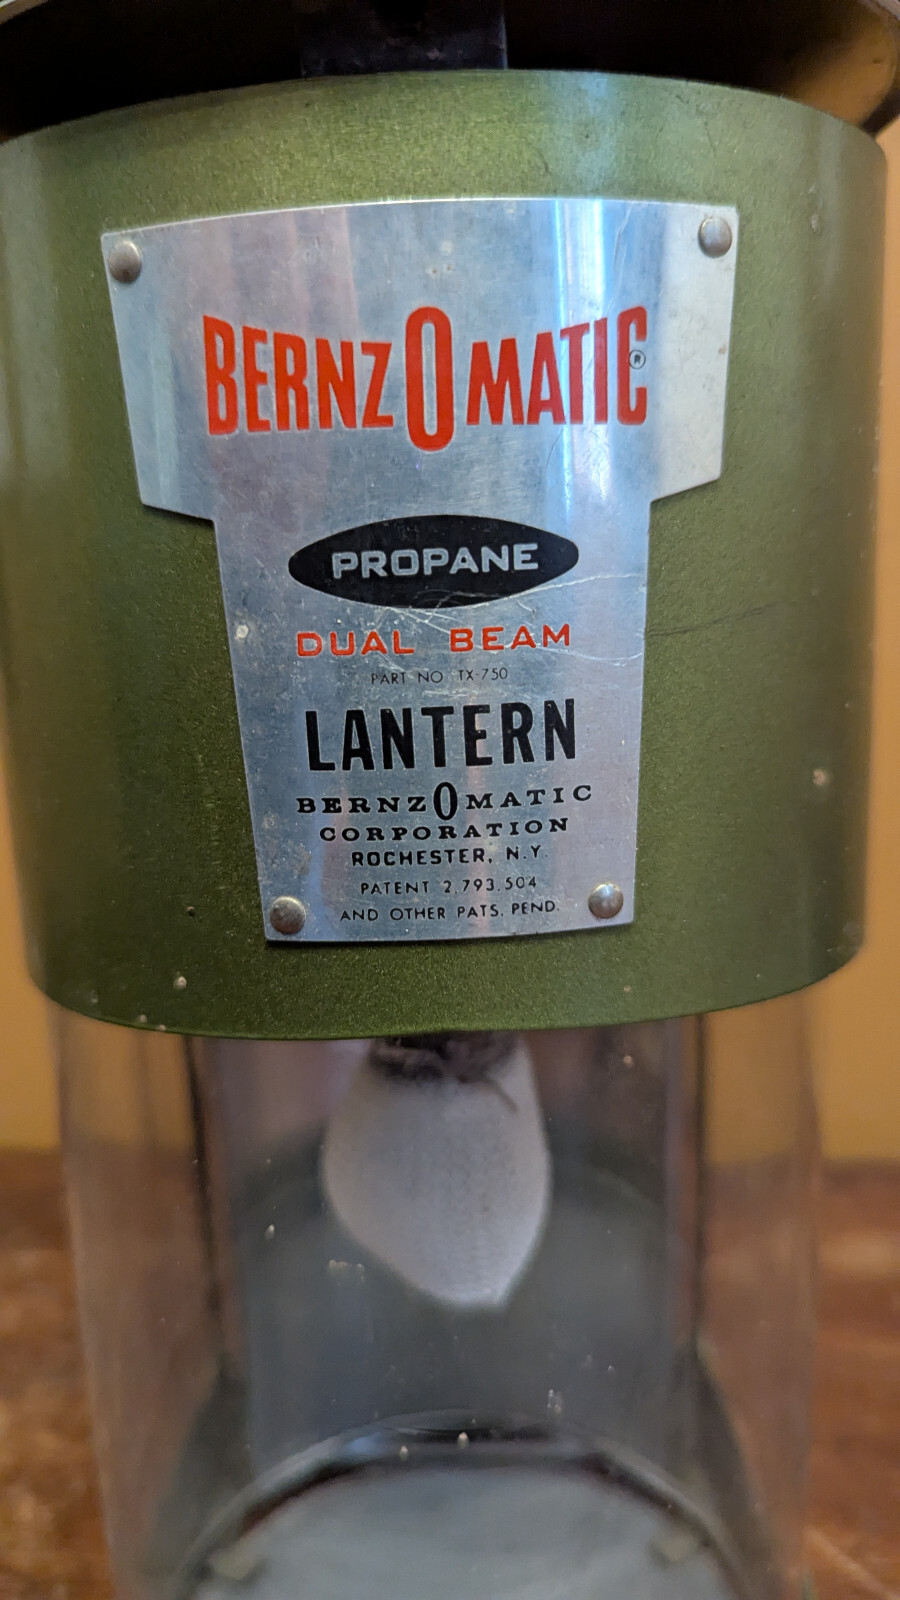 BERNZOMATIC®
PROPANE
DUAL BEAM
PART NO TX-750
LANTERN
BERNZOMATIC
CORPORATION
ROCHESTER, N.Y.
PATENT 2,793,504
AND OTHER PATS. PEND.